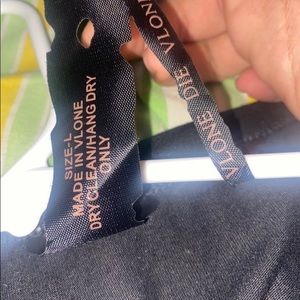 SIZE-L
MADE IN VLONE
DRY CLEAN/HANG DRY
ONLY
VLONE DIE VLONE